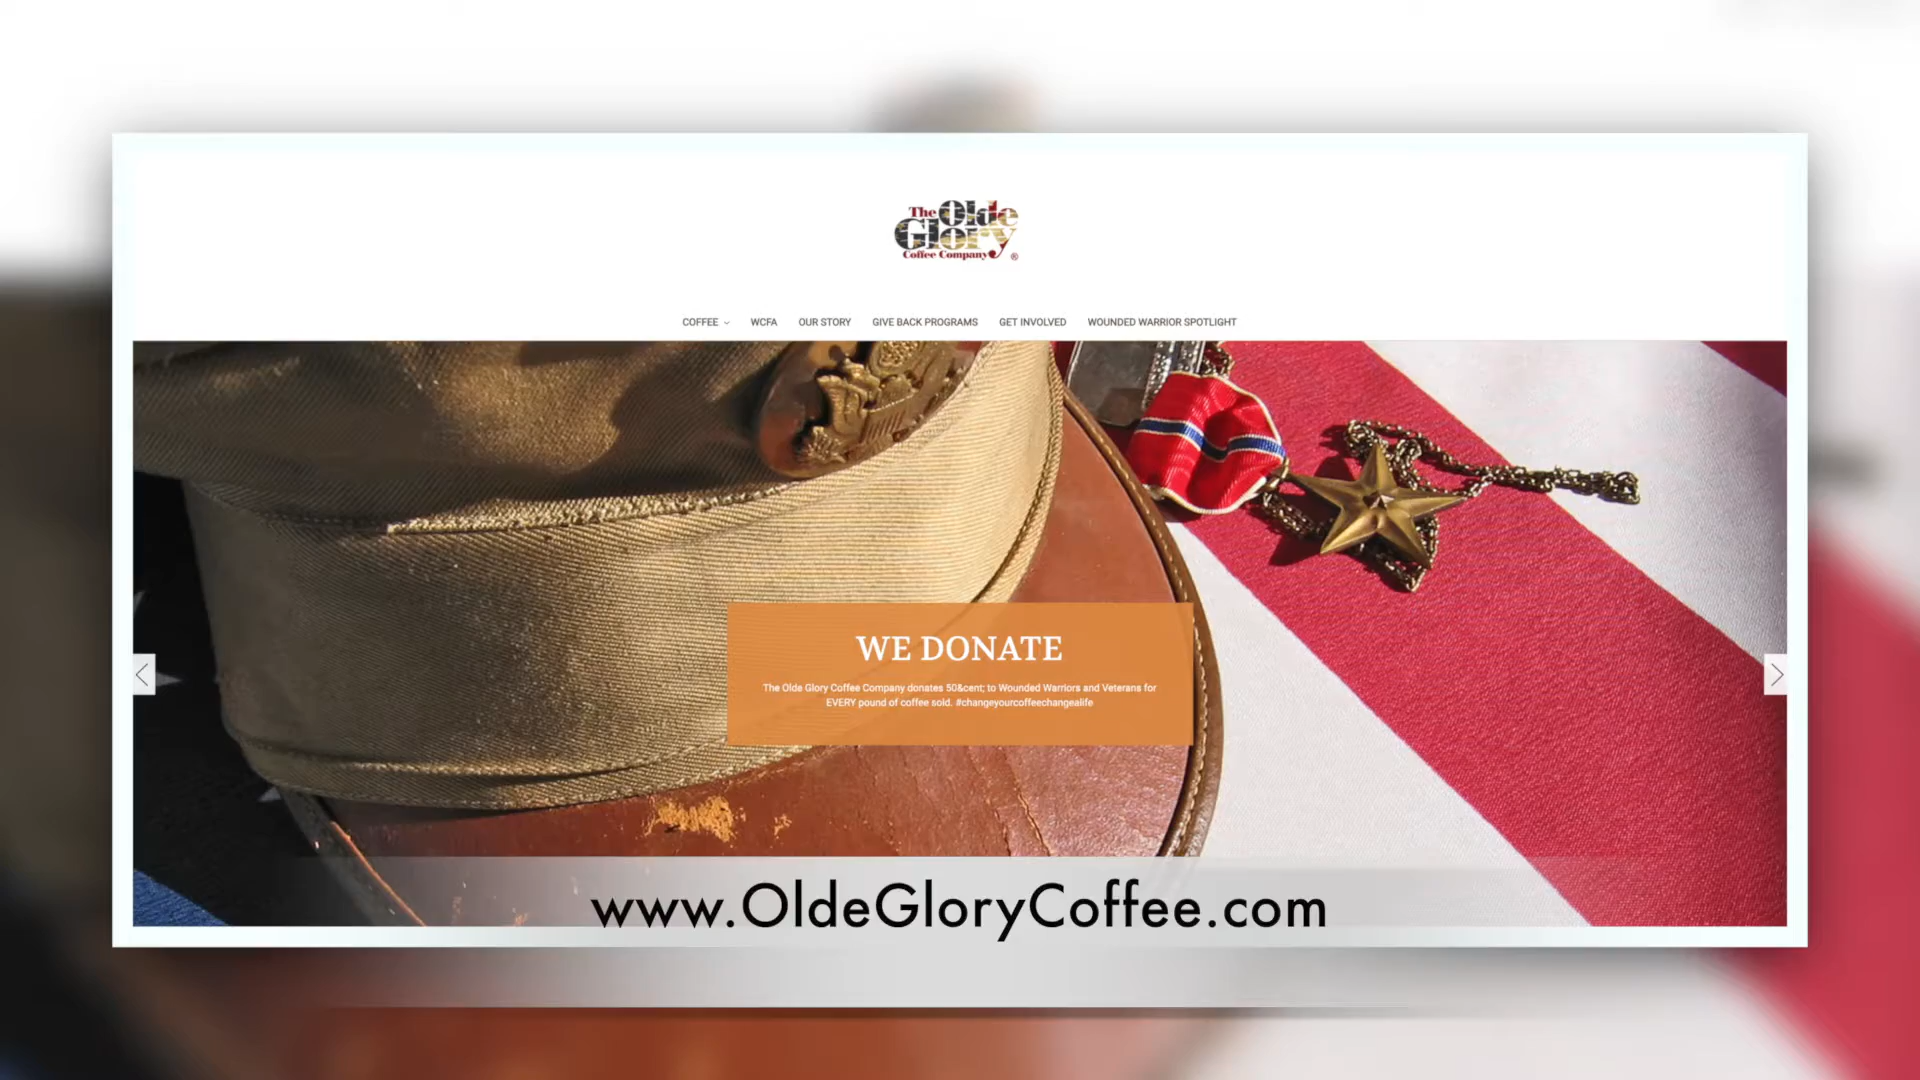 The Olde
Glory
Coffee Company ®
COFFEE
WCFA
OUR STORY
GIVE BACK PROGRAMS
GET INVOLVED
WOUNDED WARRIOR SPOTLIGHT
WE DONATE
The Olde Glory Coffee Company donates 50&cent; to Wounded Warriors and Veterans for
EVERY pound of coffee sold. #changeyourcoffeechangealife
www.OldeGloryCoffee.com